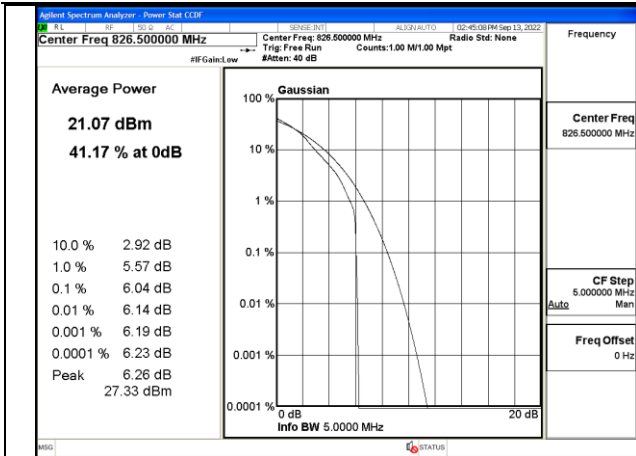 Agilent Spectrum Analyzer - Power Stat CCDF
RL RF 50 Ω AC SENSE:INT ALIGN AUTO 02:45:08 PM Sep 13, 2022
Center Freq 826.500000 MHz
Center Freq: 826.500000 MHz Radio Std: None
Trig: Free Run Counts:1.00 M/1.00 Mpt
#IFGain:Low #Atten: 40 dB
Frequency
Average Power
21.07 dBm
41.17 % at 0dB
10.0 % 2.92 dB
1.0 % 5.57 dB
0.1 % 6.04 dB
0.01 % 6.14 dB
0.001 % 6.19 dB
0.0001 % 6.23 dB
Peak 6.26 dB
27.33 dBm
Gaussian
100 %
10 %
1 %
0.1 %
0.01 %
0.001 %
0.0001 %
0 dB 20 dB
Info BW 5.0000 MHz
Center Freq
826.500000 MHz
CF Step
5.000000 MHz
Auto Man
Freq Offset
0 Hz
MSG STATUS